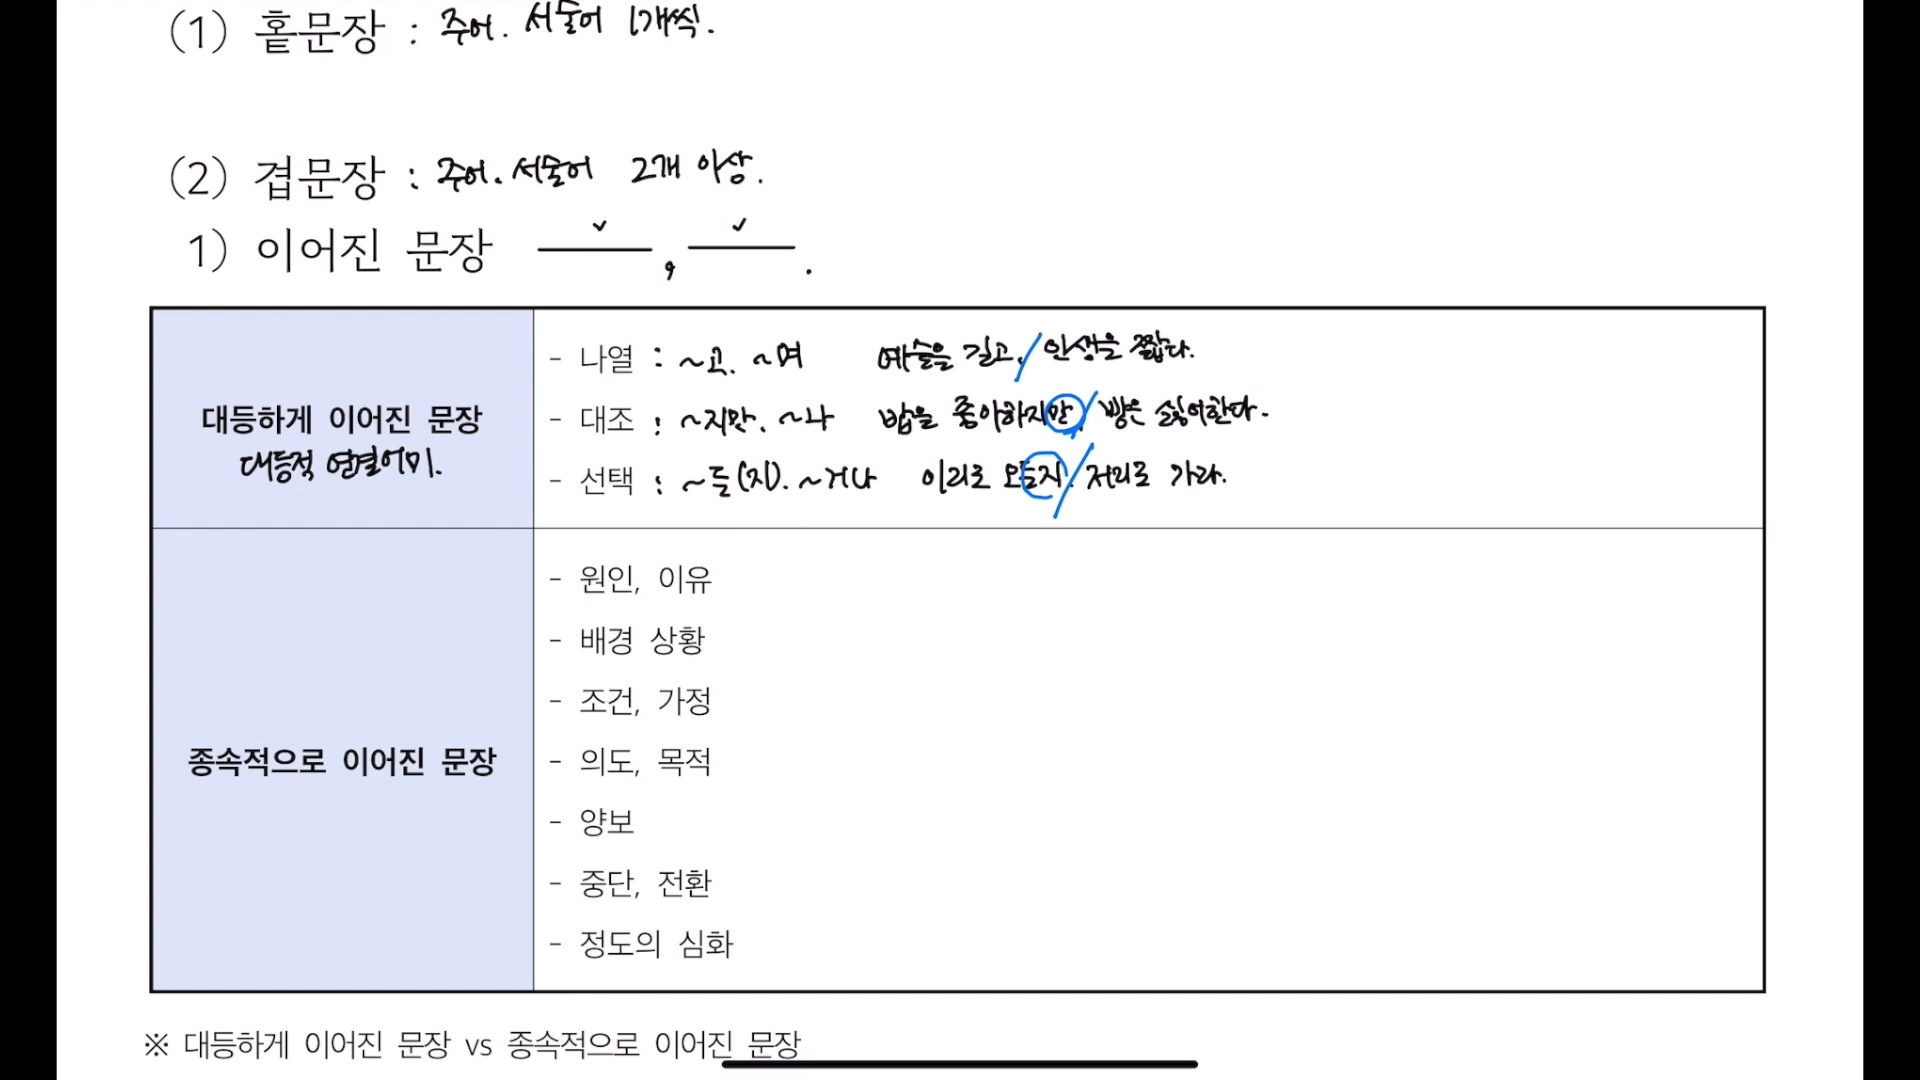 (1) 홑문장 : 주어. 서술어 1개씩.
(2) 겹문장 : 주어. 서술어 2개 이상.
1) 이어진 문장 ____ , ____ .
대등하게 이어진 문장
대등적 연결어미.
- 나열 : ~고. ~며 예술은 길고, / 인생은 짧다.
- 대조 : ~지만. ~나 밥을 좋아하지만, / 빵은 싫어한다.
- 선택 : ~든(지). ~거나 이리로 오든지. / 저리로 가라.
종속적으로 이어진 문장
- 원인, 이유
- 배경 상황
- 조건, 가정
- 의도, 목적
- 양보
- 중단, 전환
- 정도의 심화
※ 대등하게 이어진 문장 vs 종속적으로 이어진 문장